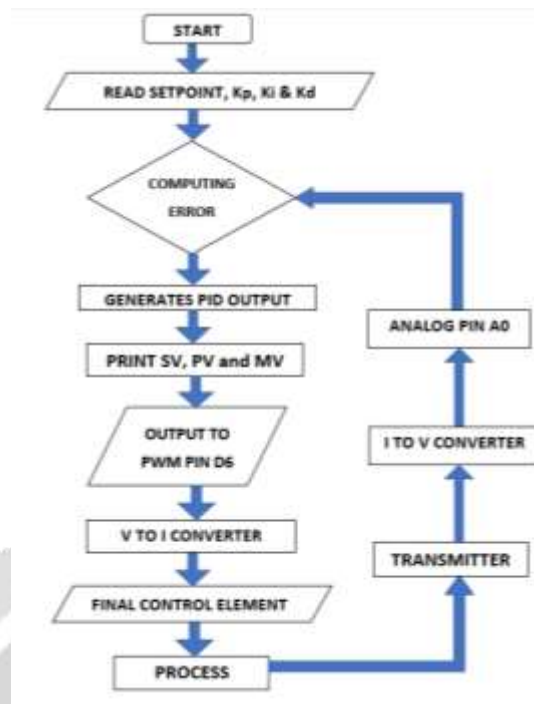 START
READ SETPOINT, Kp, Ki & Kd
COMPUTING
ERROR
GENERATES PID OUTPUT
PRINT SV, PV and MV
OUTPUT TO
PWM PIN D6
V TO I CONVERTER
FINAL CONTROL ELEMENT
PROCESS
TRANSMITTER
I TO V CONVERTER
ANALOG PIN A0